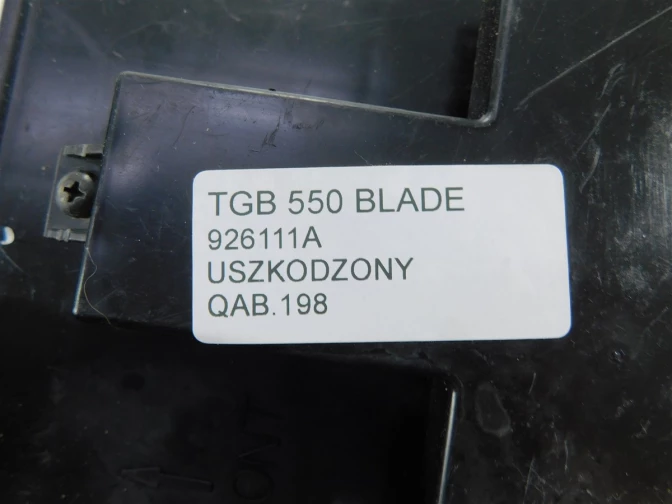 TGB 550 BLADE
926111A
USZKODZONY
QAB.198